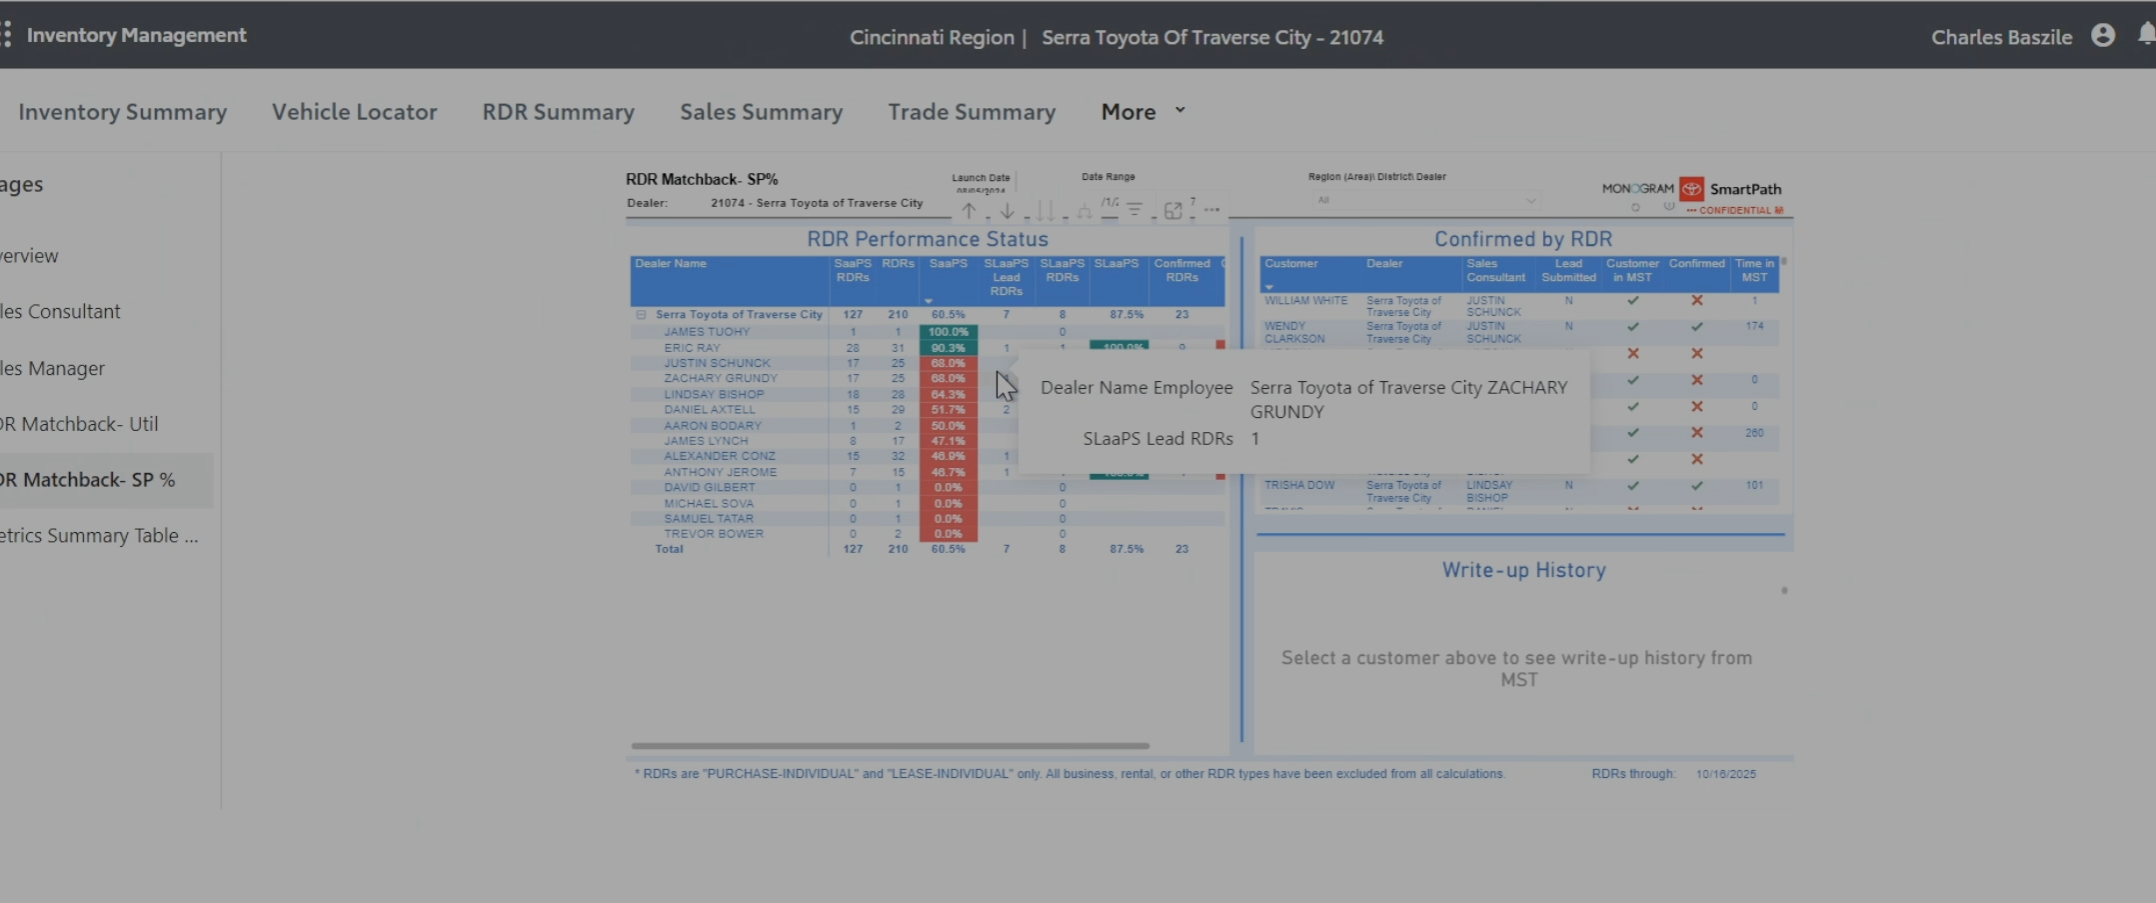 Inventory Management
Cincinnati Region | Serra Toyota Of Traverse City - 21074
Charles Baszile
Inventory Summary Vehicle Locator RDR Summary Sales Summary Trade Summary More
ages
verview
les Consultant
les Manager
DR Matchback- Util
DR Matchback- SP %
etrics Summary Table ...
RDR Matchback- SP%
Launch Date
Date Range
Region (Area)\ District\ Dealer
08/05/2024
All
Dealer: 21074 - Serra Toyota of Traverse City
MONOGRAM SmartPath
CONFIDENTIAL
RDR Performance Status
Dealer Name SaaPS RDRs RDRs SaaPS SLaaPS Lead RDRs SLaaPS RDRs SLaaPS Confirmed RDRs
Serra Toyota of Traverse City 127 210 60.5% 7 8 87.5% 23
JAMES TUOHY 1 1 100.0% 0
ERIC RAY 28 31 90.3% 1 1 100.0% 9
JUSTIN SCHUNCK 17 25 68.0%
ZACHARY GRUNDY 17 25 68.0%
LINDSAY BISHOP 18 28 64.3%
DANIEL AXTELL 15 29 51.7% 2
AARON BODARY 1 2 50.0%
JAMES LYNCH 8 17 47.1%
ALEXANDER CONZ 15 32 46.9% 1
ANTHONY JEROME 7 15 46.7% 1
DAVID GILBERT 0 1 0.0% 0
MICHAEL SOVA 0 1 0.0% 0
SAMUEL TATAR 0 1 0.0% 0
TREVOR BOWER 0 2 0.0% 0
Total 127 210 60.5% 7 8 87.5% 23
Dealer Name Employee Serra Toyota of Traverse City ZACHARY
GRUNDY
SLaaPS Lead RDRs 1
Confirmed by RDR
Customer Dealer Sales Consultant Lead Submitted Customer in MST Confirmed Time in MST
WILLIAM WHITE Serra Toyota of Traverse City JUSTIN SCHUNCK N 1
WENDY CLARKSON Serra Toyota of Traverse City JUSTIN SCHUNCK N 174
0
0
260
BISHOP
TRISHA DOW Serra Toyota of Traverse City LINDSAY BISHOP N 101
Write-up History
Select a customer above to see write-up history from
MST
* RDRs are "PURCHASE-INDIVIDUAL" and "LEASE-INDIVIDUAL" only. All business, rental, or other RDR types have been excluded from all calculations.
RDRs through: 10/16/2025